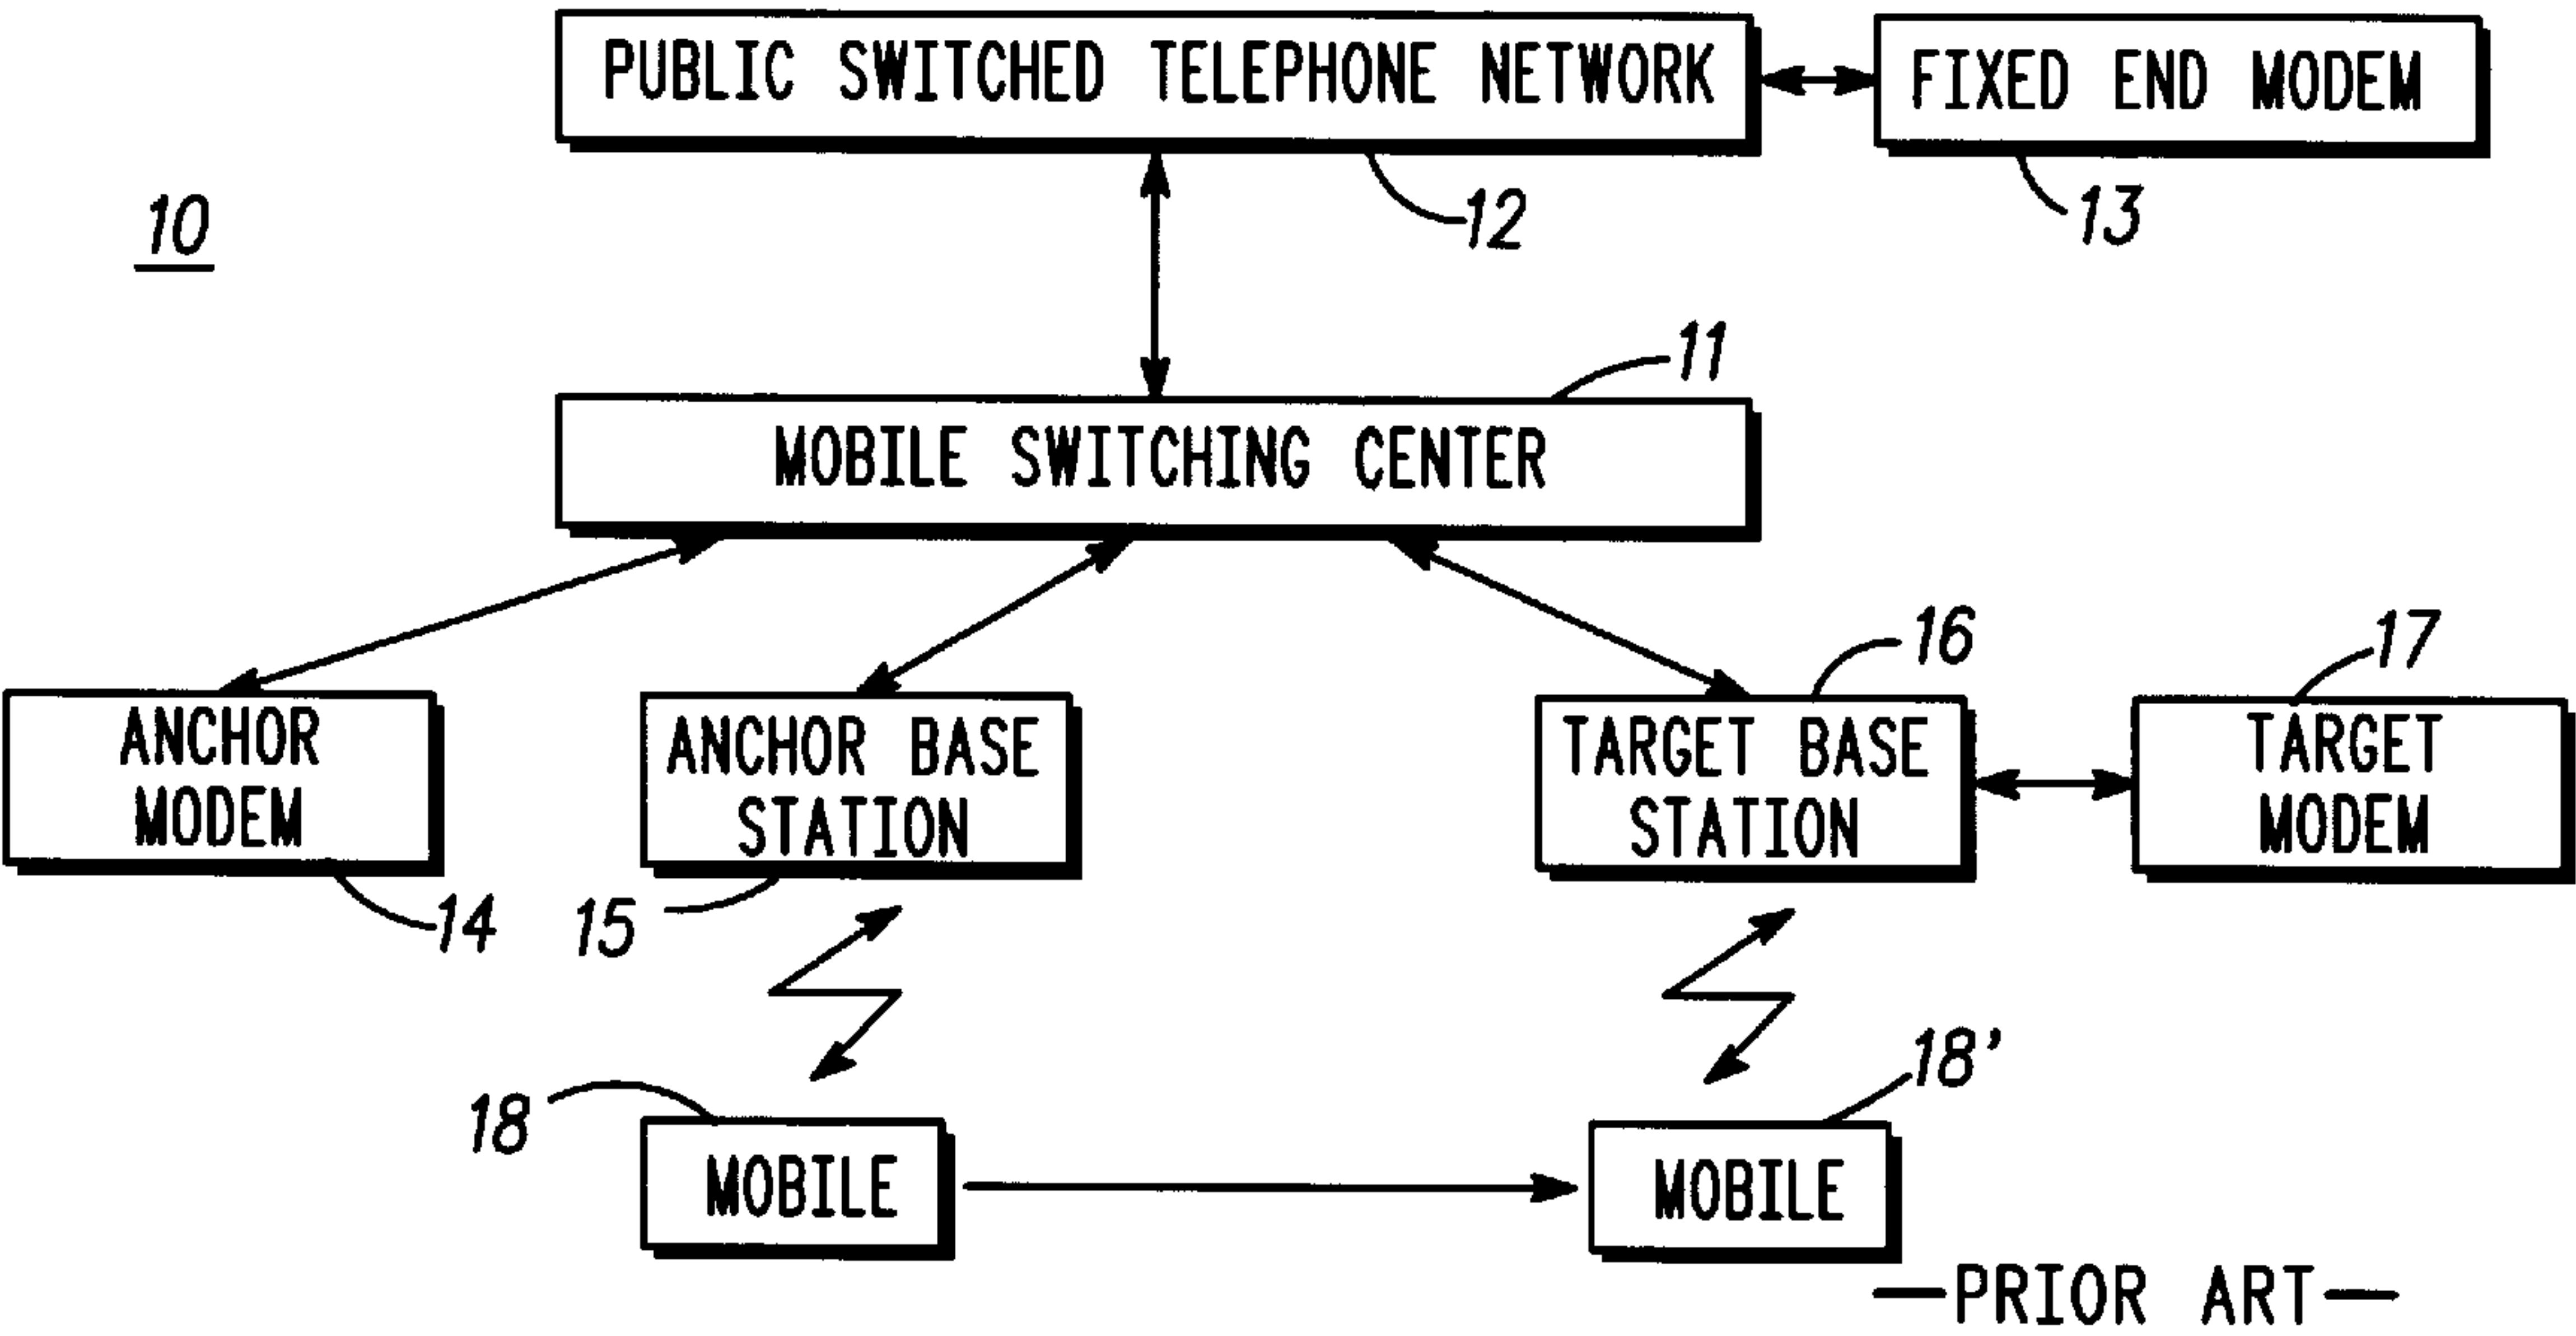 PUBLIC SWITCHED TELEPHONE NETWORK
FIXED END MODEM
10
12
13
11
MOBILE SWITCHING CENTER
16
17
ANCHOR
MODEM
ANCHOR BASE
STATION
TARGET BASE
STATION
TARGET
MODEM
14
15
18
18'
MOBILE
MOBILE
—PRIOR ART—